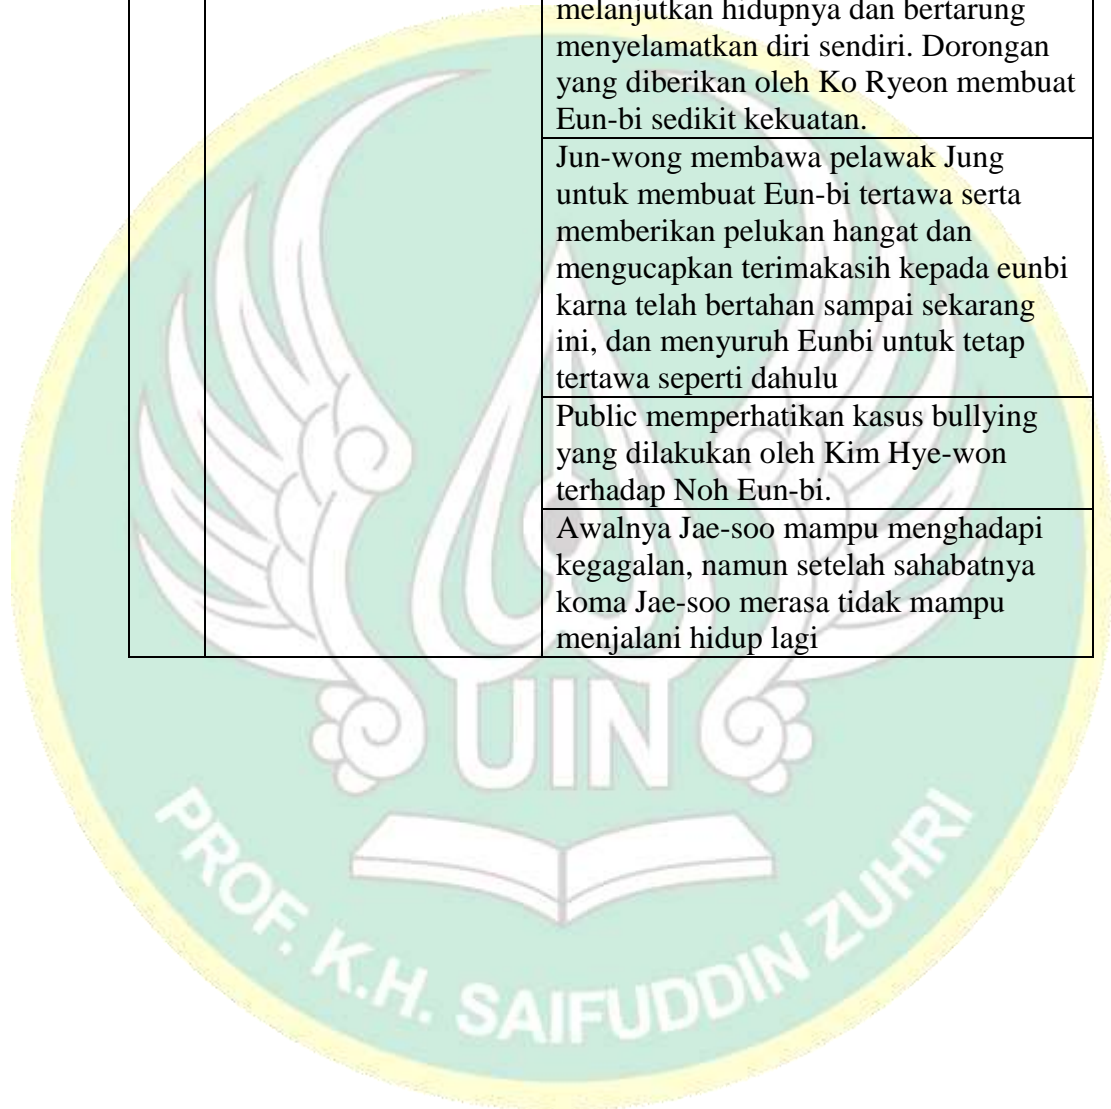 melanjutkan hidupnya dan bertarung
menyelamatkan diri sendiri. Dorongan
yang diberikan oleh Ko Ryeon membuat
Eun-bi sedikit kekuatan.
Jun-wong membawa pelawak Jung
untuk membuat Eun-bi tertawa serta
memberikan pelukan hangat dan
mengucapkan terimakasih kepada eunbi
karna telah bertahan sampai sekarang
ini, dan menyuruh Eunbi untuk tetap
tertawa seperti dahulu
Public memperhatikan kasus bullying
yang dilakukan oleh Kim Hye-won
terhadap Noh Eun-bi.
Awalnya Jae-soo mampu menghadapi
kegagalan, namun setelah sahabatnya
koma Jae-soo merasa tidak mampu
menjalani hidup lagi
UIN
PROF. K.H. SAIFUDDIN ZUHRI